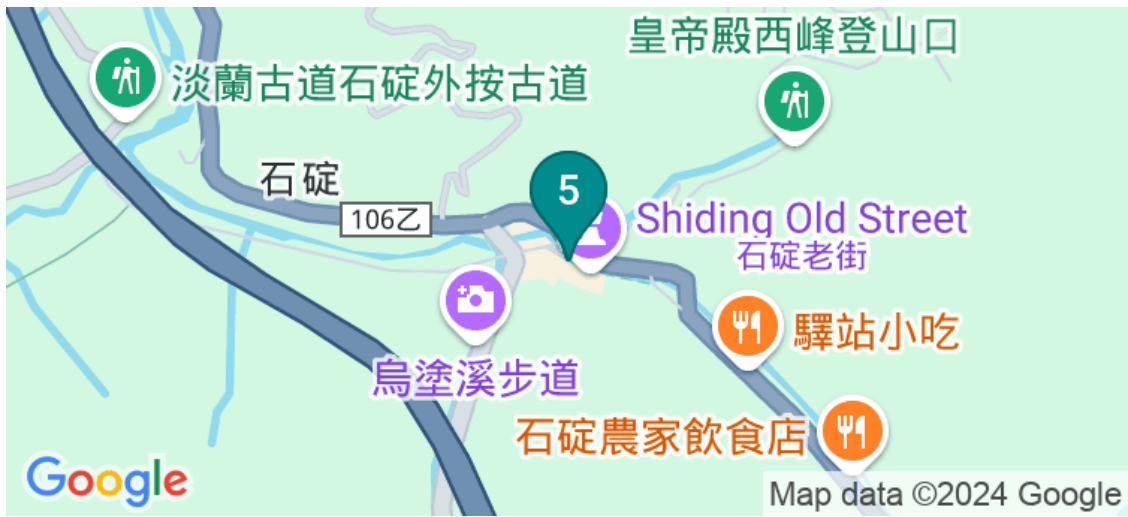 皇帝殿西峰登山口
淡蘭古道石碇外按古道
石碇
5
106乙
Shiding Old Street
石碇老街
烏塗溪步道
驛站小吃
石碇農家飲食店
Google
Map data ©2024 Google